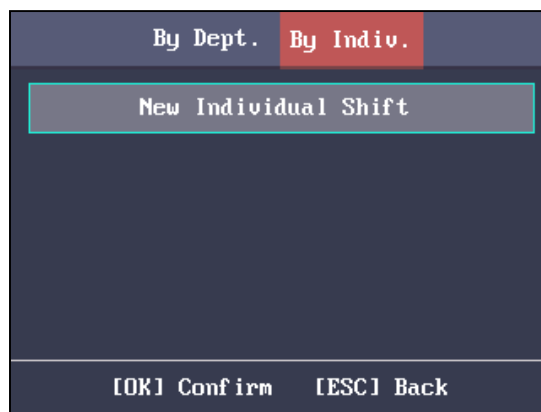 By Dept. By Indiv.
New Individual Shift
[OK] Confirm [ESC] Back